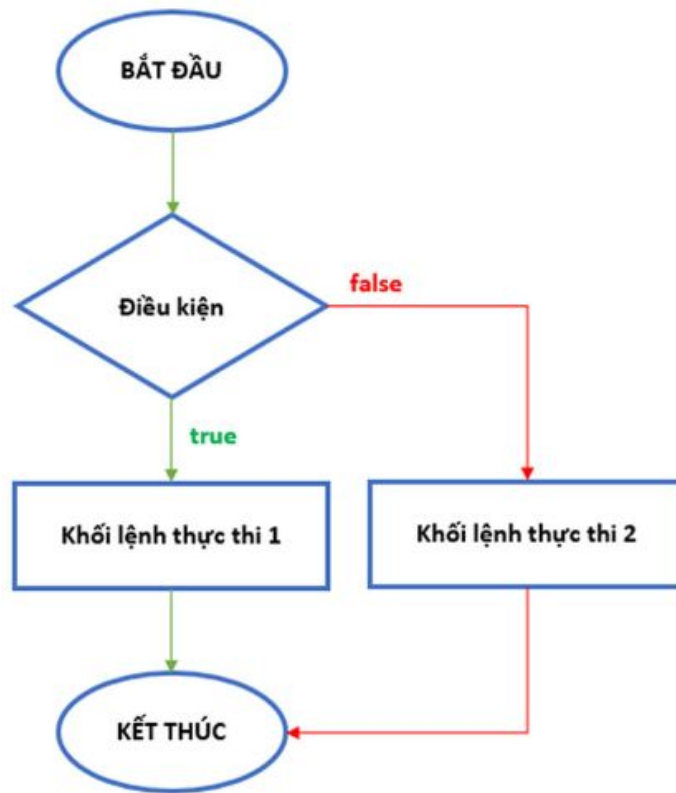 BẮT ĐẦU
Điều kiện
false
true
Khối lệnh thực thi 1
Khối lệnh thực thi 2
KẾT THÚC